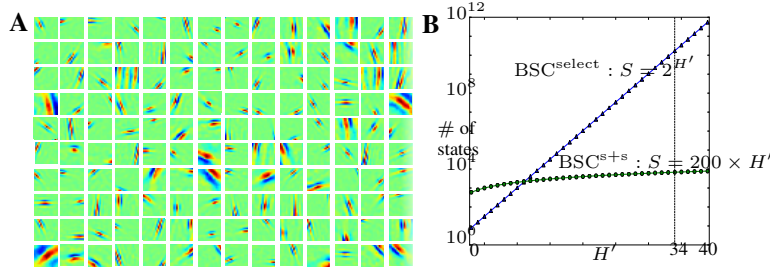 A
B
10^12
BSC^select : S = 2^H′
10^8
# of
states
10^4
BSC^s+s : S = 200 × H′
10^0
0
H′
34
40